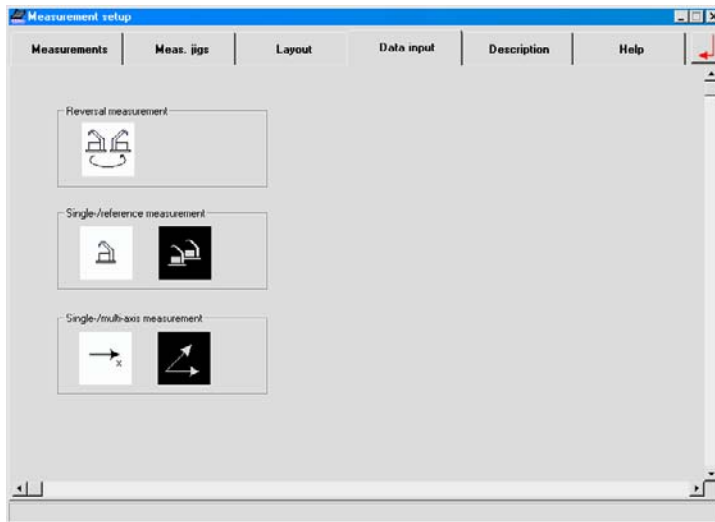 Measurement setup
Measurements Meas. jigs Layout Data input Description Help
Reversal measurement
Single-/reference measurement
Single-/multi-axis measurement
x